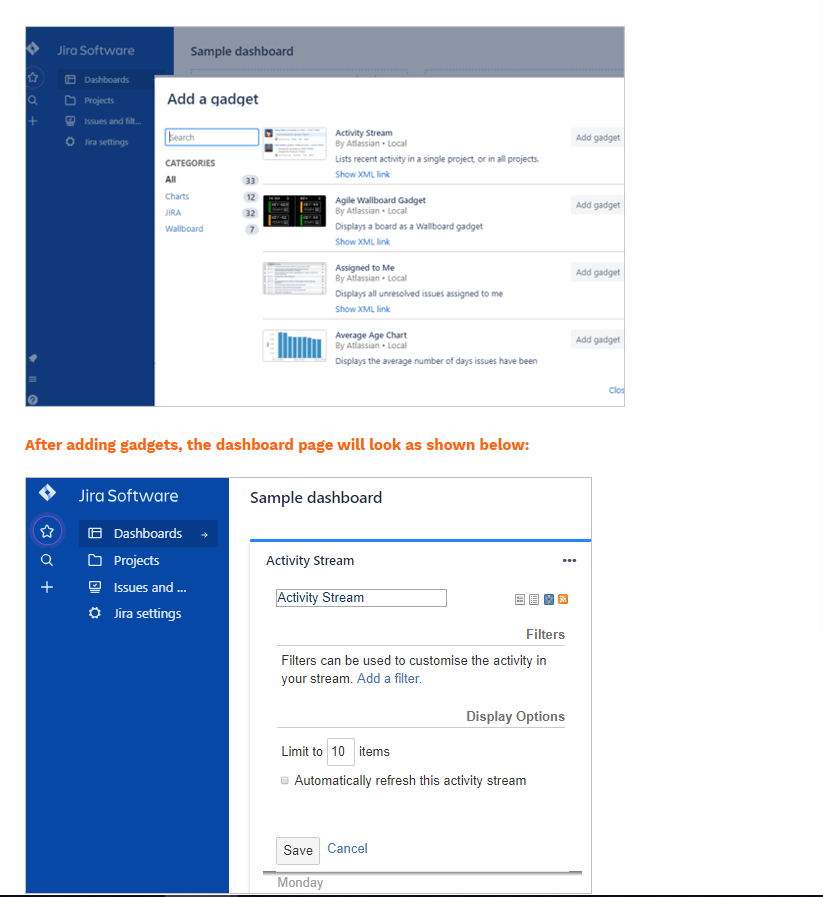 Jira Software
Sample dashboard
Dashboards
Projects
Issues and filt...
Jira settings
Add a gadget
Search
CATEGORIES
All 33
Charts 12
JIRA 32
Wallboard 7
Activity Stream
By Atlassian • Local
Lists recent activity in a single project, or in all projects.
Show XML link
Add gadget
Agile Wallboard Gadget
By Atlassian • Local
Displays a board as a Wallboard gadget
Show XML link
Add gadget
Assigned to Me
By Atlassian • Local
Displays all unresolved issues assigned to me
Show XML link
Add gadget
Average Age Chart
By Atlassian • Local
Displays the average number of days issues have been
Add gadget
Clos
After adding gadgets, the dashboard page will look as shown below:
Jira Software
Dashboards
Projects
Issues and ...
Jira settings
Sample dashboard
Activity Stream
Activity Stream
Filters
Filters can be used to customise the activity in
your stream. Add a filter.
Display Options
Limit to 10 items
Automatically refresh this activity stream
Save Cancel
Monday